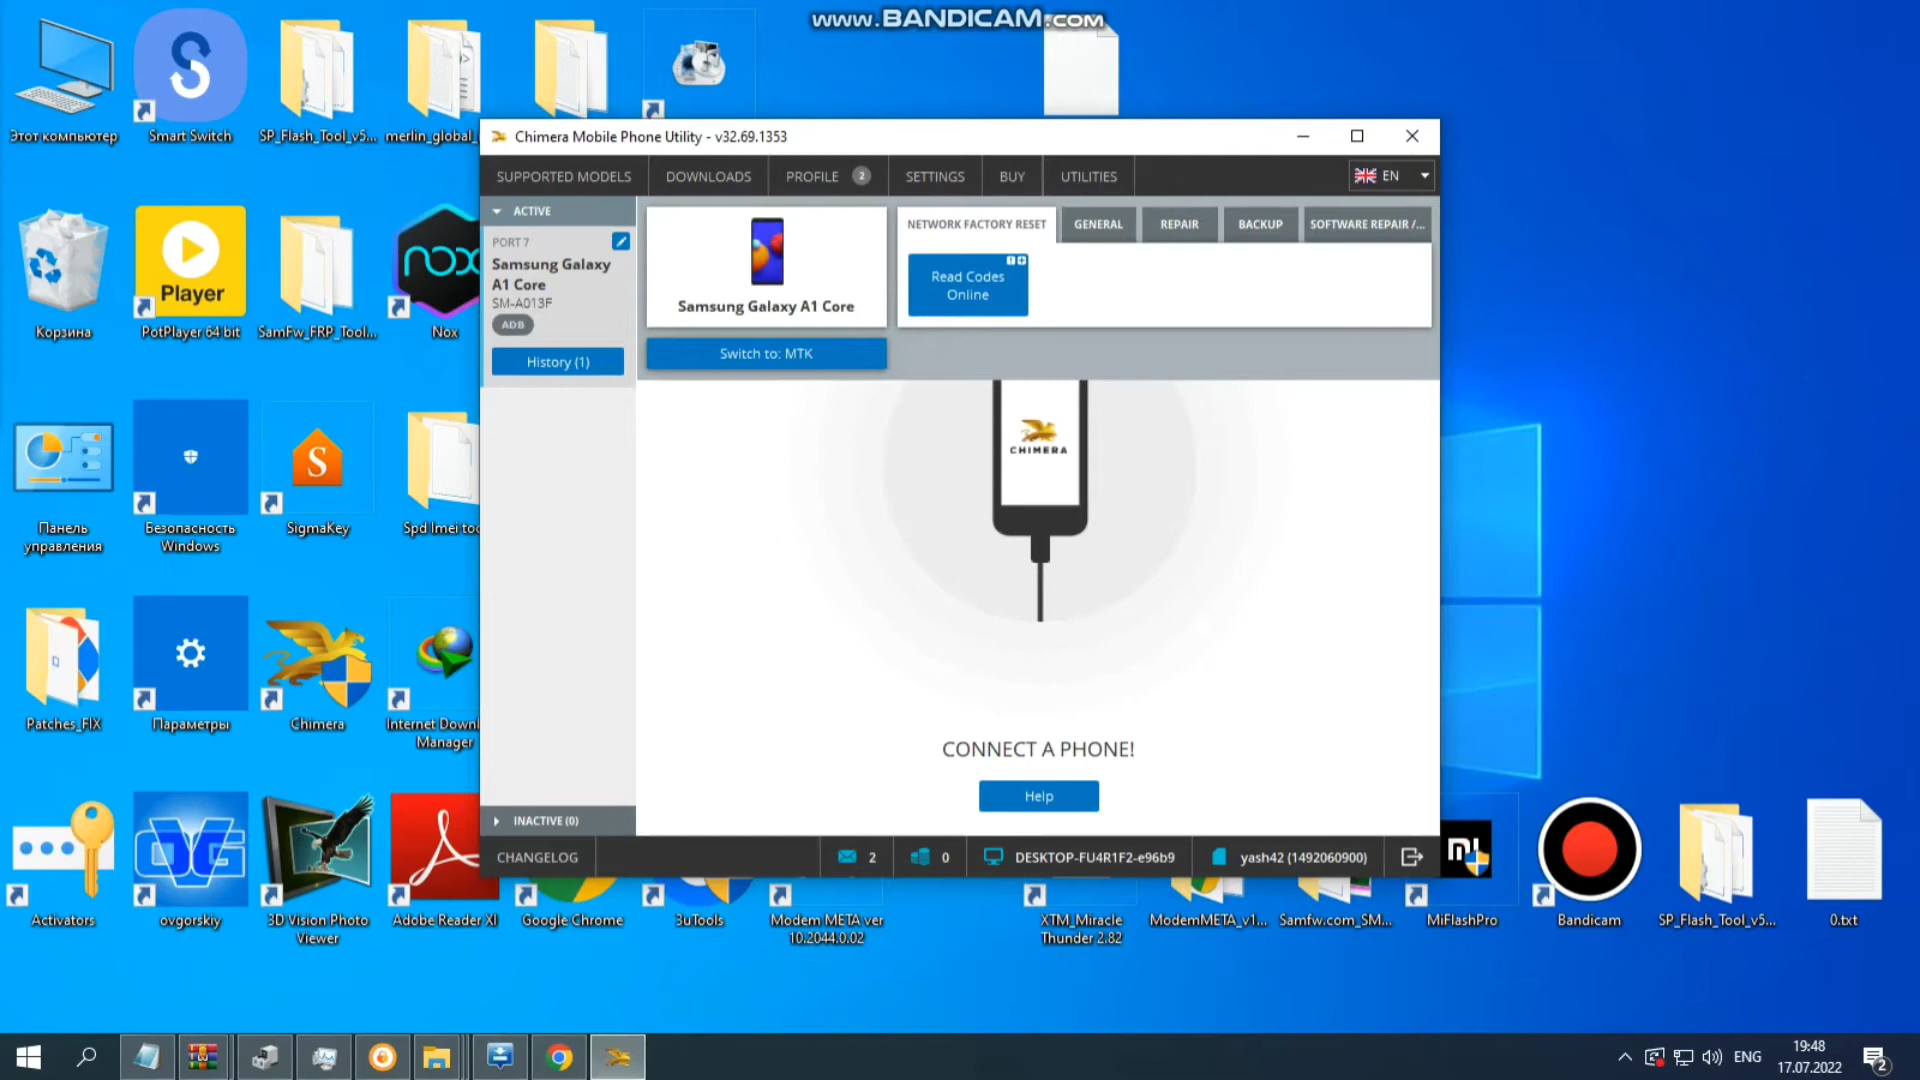 www.BANDICAM.com
Этот компьютер
Smart Switch
SP_Flash_Tool_v5...
merlin_global_
Chimera Mobile Phone Utility - v32.69.1353
SUPPORTED MODELS
DOWNLOADS
PROFILE 2
SETTINGS
BUY
UTILITIES
EN
ACTIVE
PORT 7
Samsung Galaxy
A1 Core
SM-A013F
ADB
History (1)
Samsung Galaxy A1 Core
Switch to: MTK
NETWORK FACTORY RESET
GENERAL
REPAIR
BACKUP
SOFTWARE REPAIR /...
Read Codes
Online
CHIMERA
CONNECT A PHONE!
Help
INACTIVE (0)
CHANGELOG
2
0
DESKTOP-FU4R1F2-e96b9
yash42 (1492060900)
Player
nox
Корзина
PotPlayer 64 bit
SamFw_FRP_Tool...
Nox
S
Панель
управления
Безопасность
Windows
SigmaKey
Spd Imei too
Patches_FIX
Параметры
Chimera
Internet Downl
Manager
Activators
ovgorskiy
3D Vision Photo
Viewer
Adobe Reader XI
Google Chrome
3uTools
Modem META ver
10.2044.0.02
XTM_Miracle
Thunder 2.82
ModemMETA_v1...
Samfw.com_SM...
MiFlashPro
Bandicam
SP_Flash_Tool_v5...
0.txt
ENG
19:48
17.07.2022
2